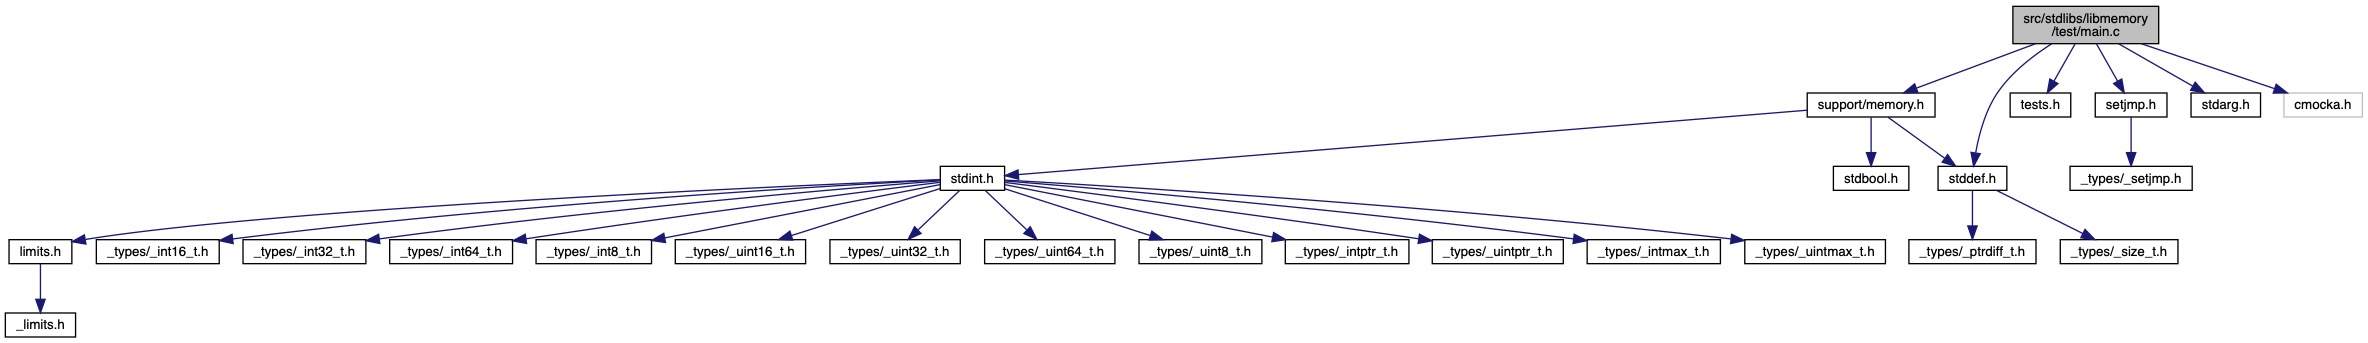 src/stdlibs/libmemory
/test/main.c
support/memory.h
tests.h
setjmp.h
stdarg.h
cmocka.h
stdint.h
stdbool.h
stddef.h
_types/_setjmp.h
limits.h
_types/_int16_t.h
_types/_int32_t.h
_types/_int64_t.h
_types/_int8_t.h
_types/_uint16_t.h
_types/_uint32_t.h
_types/_uint64_t.h
_types/_uint8_t.h
_types/_intptr_t.h
_types/_uintptr_t.h
_types/_intmax_t.h
_types/_uintmax_t.h
_types/_ptrdiff_t.h
_types/_size_t.h
_limits.h